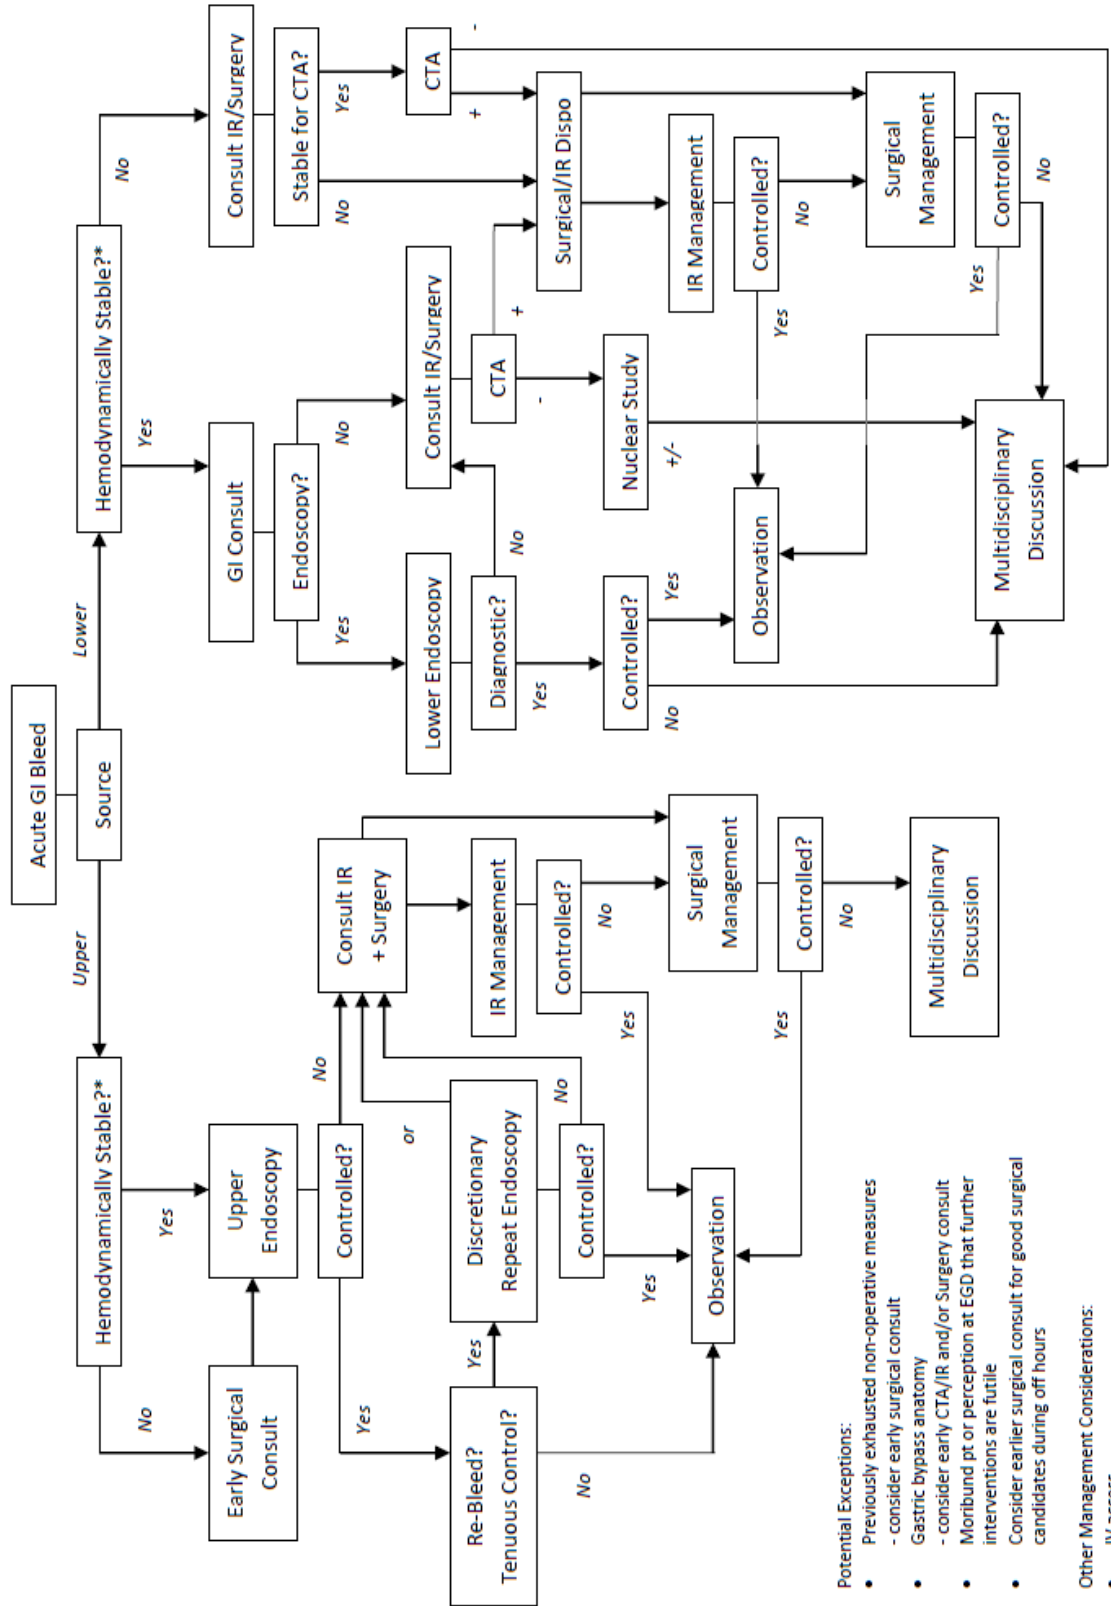 Acute GI Bleed
Source
Upper
Lower
Hemodynamically Stable?*
No
Yes
Early Surgical
Consult
Upper
Endoscopy
Controlled?
Yes
No
Re-Bleed?
Tenuous Control?
Yes
No
Discretionary
Repeat Endoscopy
or
Controlled?
Yes
No
Observation
Consult IR
+ Surgery
IR Management
Controlled?
Yes
No
Surgical
Management
Controlled?
Yes
No
Multidisciplinary
Discussion
Hemodynamically Stable?*
Yes
No
GI Consult
Endoscopy?
Yes
No
Lower Endoscopy
Diagnostic?
Yes
No
Controlled?
No
Yes
Observation
Consult IR/Surgery
CTA
-
+
Nuclear Study
+/-
Consult IR/Surgery
Stable for CTA?
No
Yes
CTA
+
-
Surgical/IR Dispo
IR Management
Controlled?
Yes
No
Surgical
Management
Controlled?
Yes
No
Multidisciplinary
Discussion
Potential Exceptions:
• Previously exhausted non-operative measures
- consider early surgical consult
• Gastric bypass anatomy
- consider early CTA/IR and/or Surgery consult
• Moribund pt or perception at EGD that further
interventions are futile
• Consider earlier surgical consult for good surgical
candidates during off hours
Other Management Considerations: